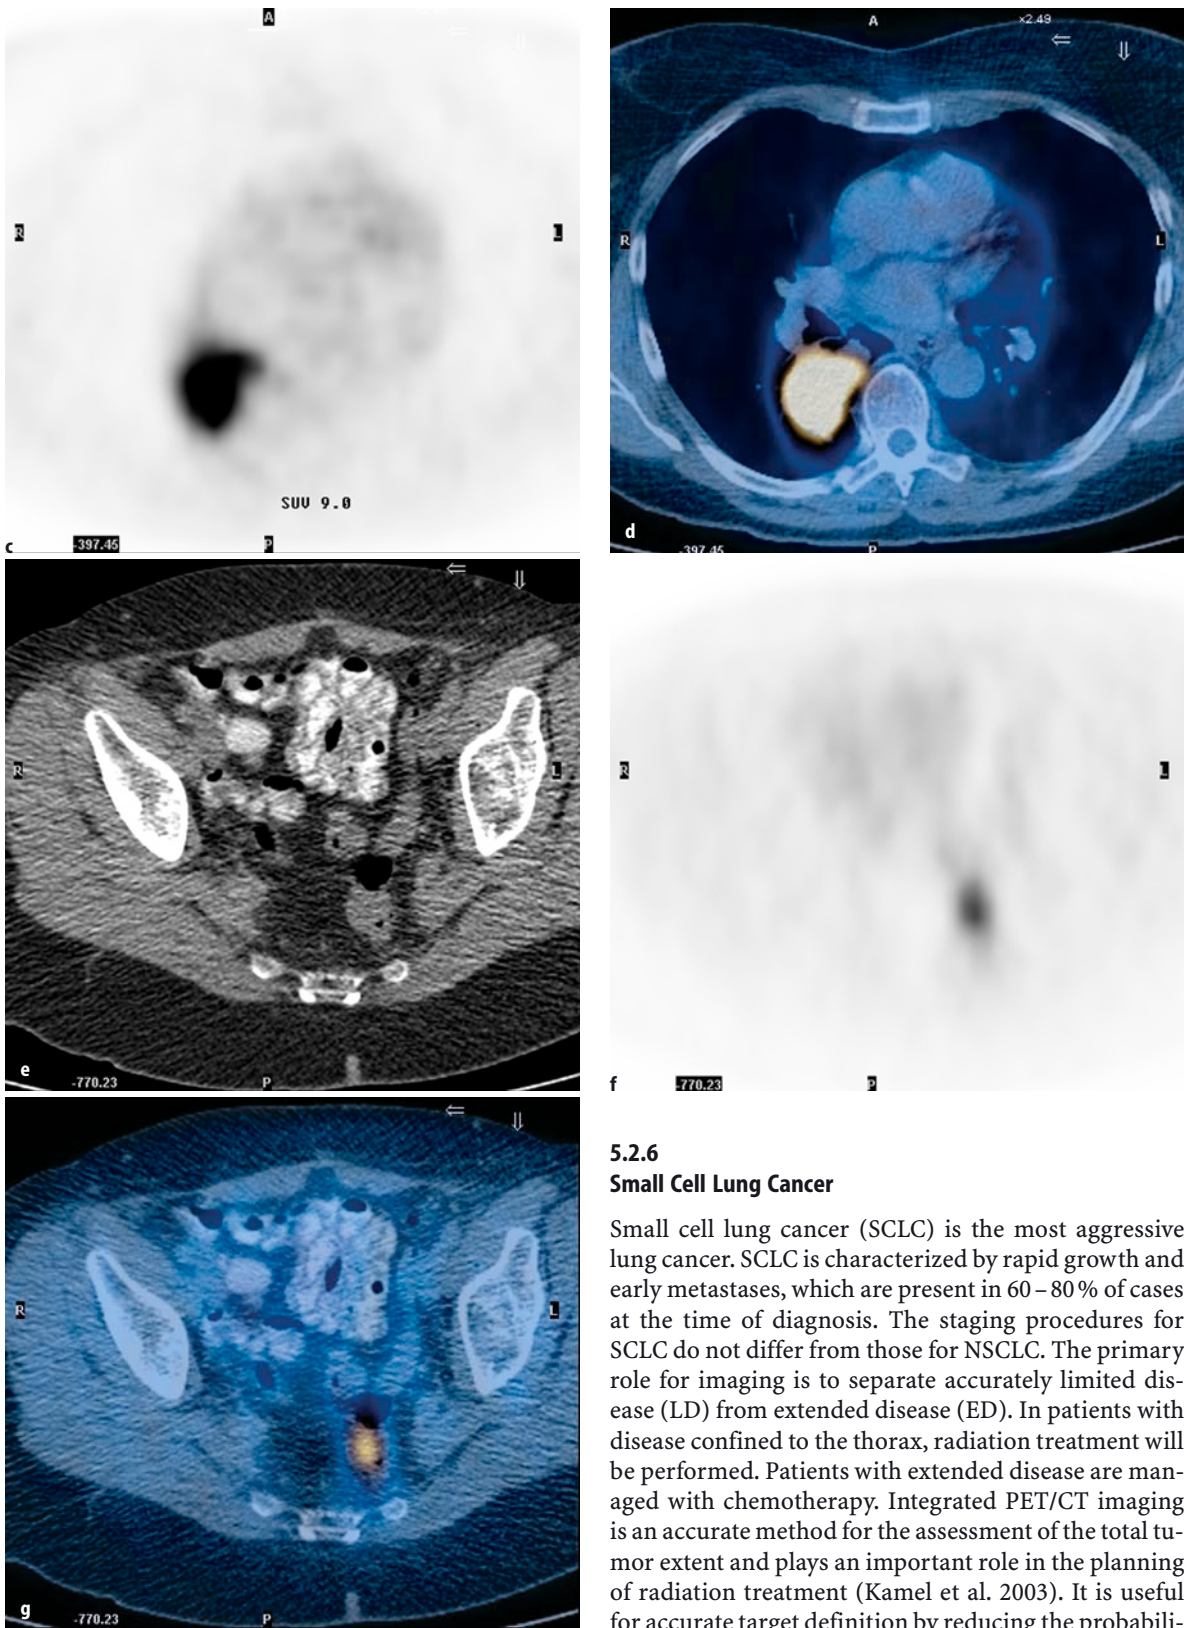 A
R
L
SUV 9.0
c
-397.45
P
A
×2.49
⇐
⇓
R
L
d
-397.45
P
⇐
⇓
R
L
e
-770.23
P
R
L
f
-770.23
P
⇐
⇓
R
L
g
-770.23
P
5.2.6
Small Cell Lung Cancer
Small cell lung cancer (SCLC) is the most aggressive
lung cancer. SCLC is characterized by rapid growth and
early metastases, which are present in 60 – 80 % of cases
at the time of diagnosis. The staging procedures for
SCLC do not differ from those for NSCLC. The primary
role for imaging is to separate accurately limited dis-
ease (LD) from extended disease (ED). In patients with
disease confined to the thorax, radiation treatment will
be performed. Patients with extended disease are man-
aged with chemotherapy. Integrated PET/CT imaging
is an accurate method for the assessment of the total tu-
mor extent and plays an important role in the planning
of radiation treatment (Kamel et al. 2003). It is useful
for accurate target definition by reducing the probabili-